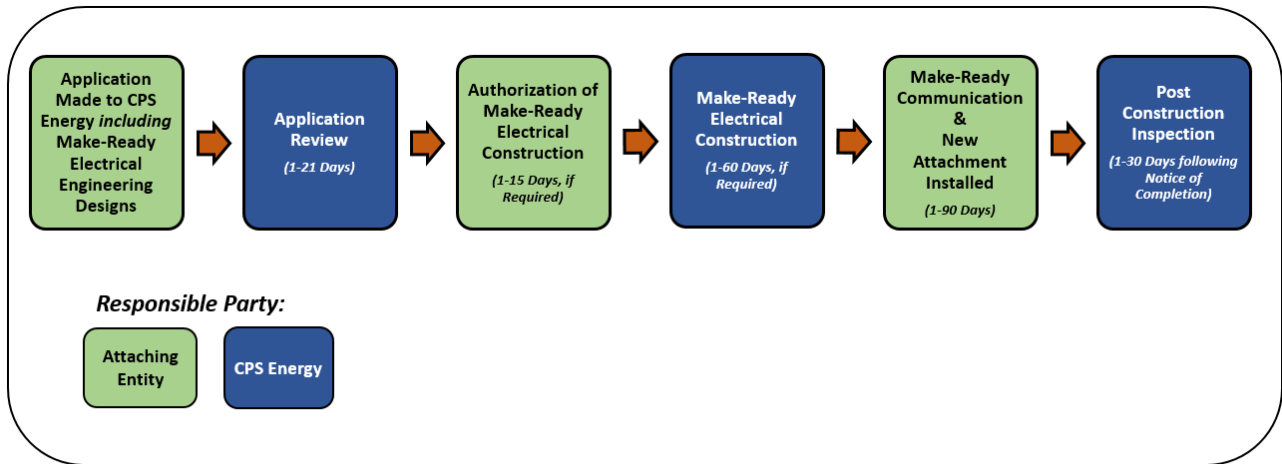 Application
Made to CPS
Energy including
Make-Ready
Electrical
Engineering
Designs
Application
Review
(1-21 Days)
Authorization of
Make-Ready
Electrical
Construction
(1-15 Days, if
Required)
Make-Ready
Electrical
Construction
(1-60 Days, if
Required)
Make-Ready
Communication
&
New
Attachment
Installed
(1-90 Days)
Post
Construction
Inspection
(1-30 Days following
Notice of
Completion)
Responsible Party:
Attaching
Entity
CPS Energy